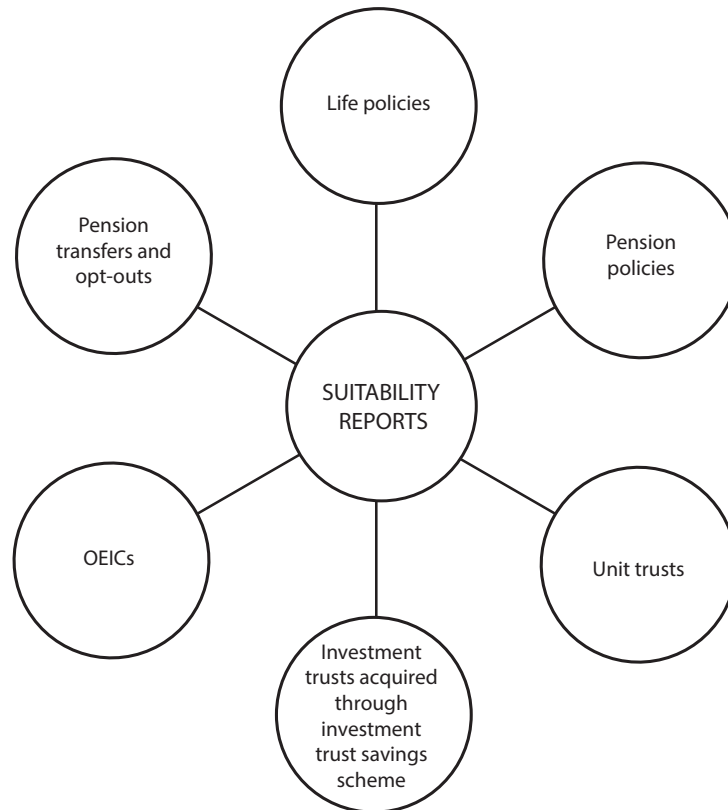 Life policies
Pension
transfers and
opt-outs
Pension
policies
SUITABILITY
REPORTS
OEICs
Unit trusts
Investment
trusts acquired
through
investment
trust savings
scheme